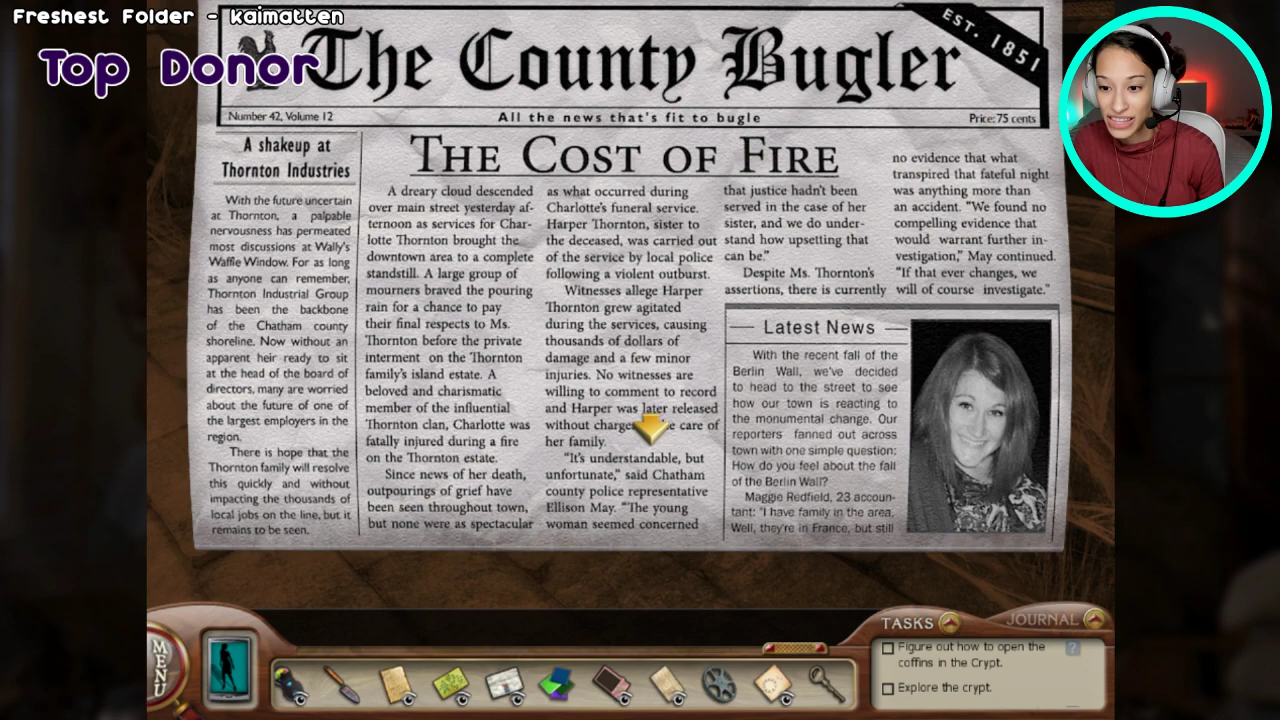 Freshest Folder - kaimatten
Top Donor
The County Bugler
EST. 1851
Number 42, Volume 12
All the news that's fit to bugle
Price: 75 cents
A shakeup at
Thornton Industries
With the future uncertain
at Thornton, a palpable
nervousness has permeated
most discussions at Wally's
Waffle Window. For as long
as anyone can remember,
Thornton Industrial Group
has been the backbone
of the Chatham county
shoreline. Now without an
apparent heir ready to sit
at the head of the board of
directors, many are worried
about the future of one of
the largest employers in the
region.
There is hope that the
Thornton family will resolve
this quickly and without
impacting the thousands of
local jobs on the line, but it
remains to be seen.
THE COST OF FIRE
A dreary cloud descended
over main street yesterday af-
ternoon as services for Char-
lotte Thornton brought the
downtown area to a complete
standstill. A large group of
mourners braved the pouring
rain for a chance to pay
their final respects to Ms.
Thornton before the private
interment on the Thornton
family's island estate. A
beloved and charismatic
member of the influential
Thornton clan, Charlotte was
fatally injured during a fire
on the Thornton estate.
Since news of her death,
outpourings of grief have
been seen throughout town,
but none were as spectacular
as what occurred during
Charlotte's funeral service.
Harper Thornton, sister to
the deceased, was carried out
of the service by local police
following a violent outburst.
Witnesses allege Harper
Thornton grew agitated
during the services, causing
thousands of dollars of
damage and a few minor
injuries. No witnesses are
willing to comment to record
and Harper was later released
without charge care of
her family.
"It's understandable, but
unfortunate," said Chatham
county police representative
Ellison May. "The young
woman seemed concerned
that justice hadn't been
served in the case of her
sister, and we do under-
stand how upsetting that
can be."
Despite Ms. Thornton's
assertions, there is currently
no evidence that what
transpired that fateful night
was anything more than
an accident. "We found no
compelling evidence that
would warrant further in-
vestigation," May continued.
"If that ever changes, we
will of course investigate."
Latest News
With the recent fall of the
Berlin Wall, we've decided
to head to the street to see
how our town is reacting to
the monumental change. Our
reporters fanned out across
town with one simple question:
How do you feel about the fall
of the Berlin Wall?
Maggie Redfield, 23 accoun-
tant: "I have family in the area.
Well, they're in France, but still
MENU
TASKS
JOURNAL
Figure out how to open the
coffins in the Crypt.
?
Explore the crypt.